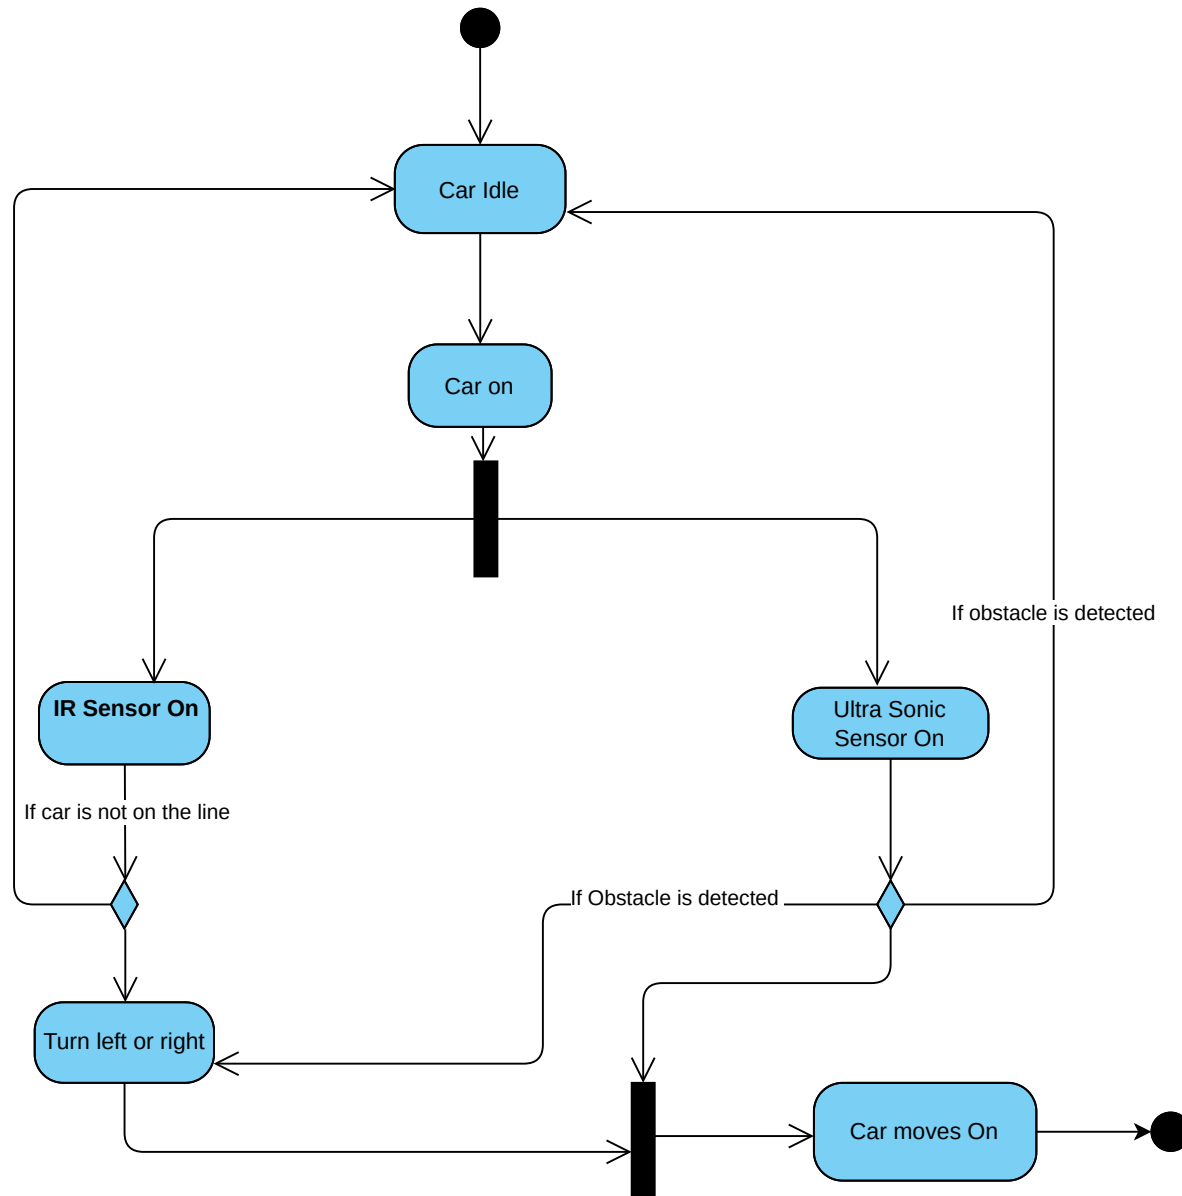 Car Idle
Car on
If obstacle is detected
IR Sensor On
Ultra Sonic
Sensor On
If car is not on the line
If Obstacle is detected
Turn left or right
Car moves On